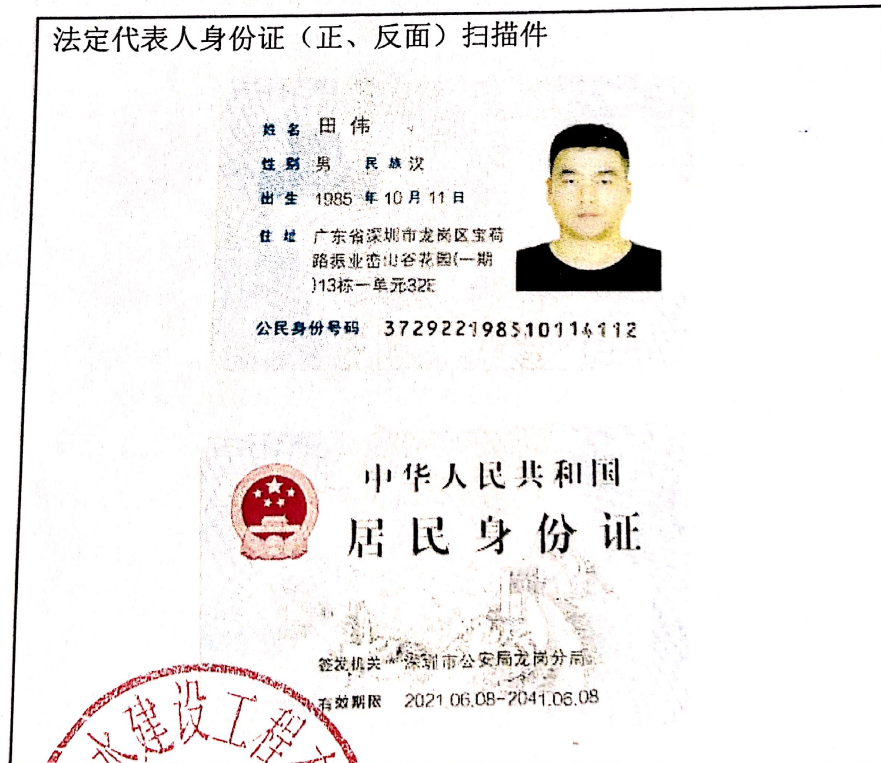 法定代表人身份证（正、反面）扫描件
姓名 田伟
性别 男 民族 汉
出生 1985 年 10 月 11 日
住址 广东省深圳市龙岗区宝荷
路振业峦山谷花园(一期
)13栋一单元32E
公民身份号码 372922198510114112
中华人民共和国
居民身份证
签发机关 深圳市公安局龙岗分局
有效期限 2021.06.08-2041.06.08
水建设工程